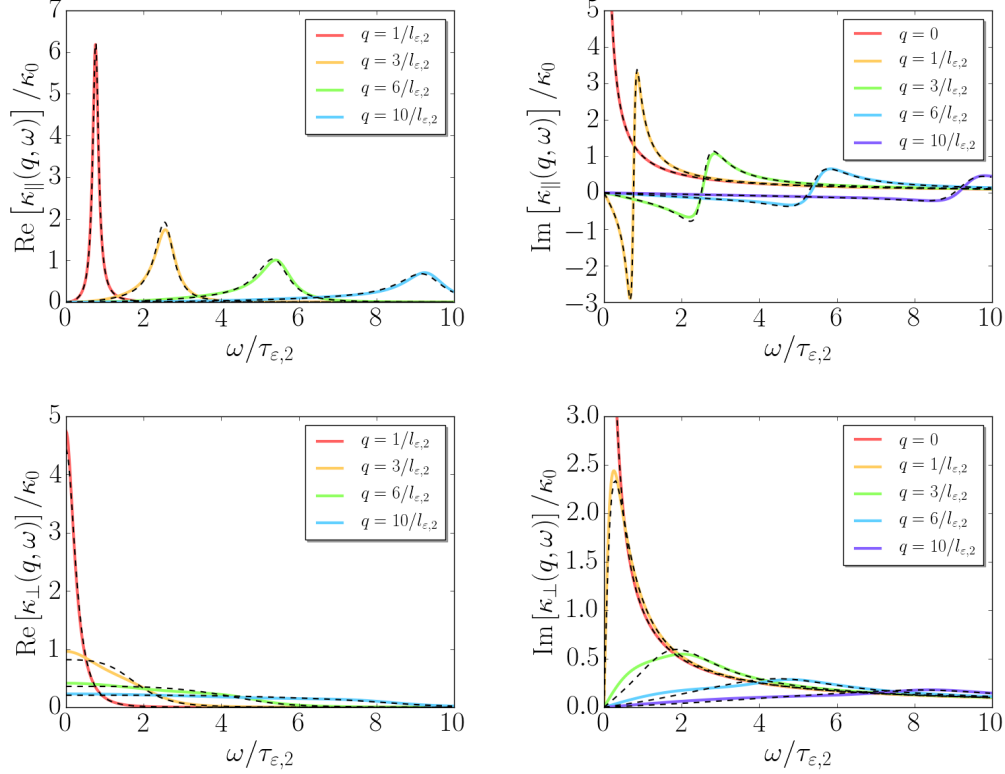 7
6
5
4
3
2
1
0
0 2 4 6 8 10
Re [κ∥(q, ω)] /κ0
ω/τε,2
q = 1/lε,2
q = 3/lε,2
q = 6/lε,2
q = 10/lε,2
5
4
3
2
1
0
−1
−2
−3
0 2 4 6 8 10
Im [κ∥(q, ω)] /κ0
ω/τε,2
q = 0
q = 1/lε,2
q = 3/lε,2
q = 6/lε,2
q = 10/lε,2
5
4
3
2
1
0
0 2 4 6 8 10
Re [κ⊥(q, ω)] /κ0
ω/τε,2
q = 1/lε,2
q = 3/lε,2
q = 6/lε,2
q = 10/lε,2
3.0
2.5
2.0
1.5
1.0
0.5
0.0
0 2 4 6 8 10
Im [κ⊥(q, ω)] /κ0
ω/τε,2
q = 0
q = 1/lε,2
q = 3/lε,2
q = 6/lε,2
q = 10/lε,2